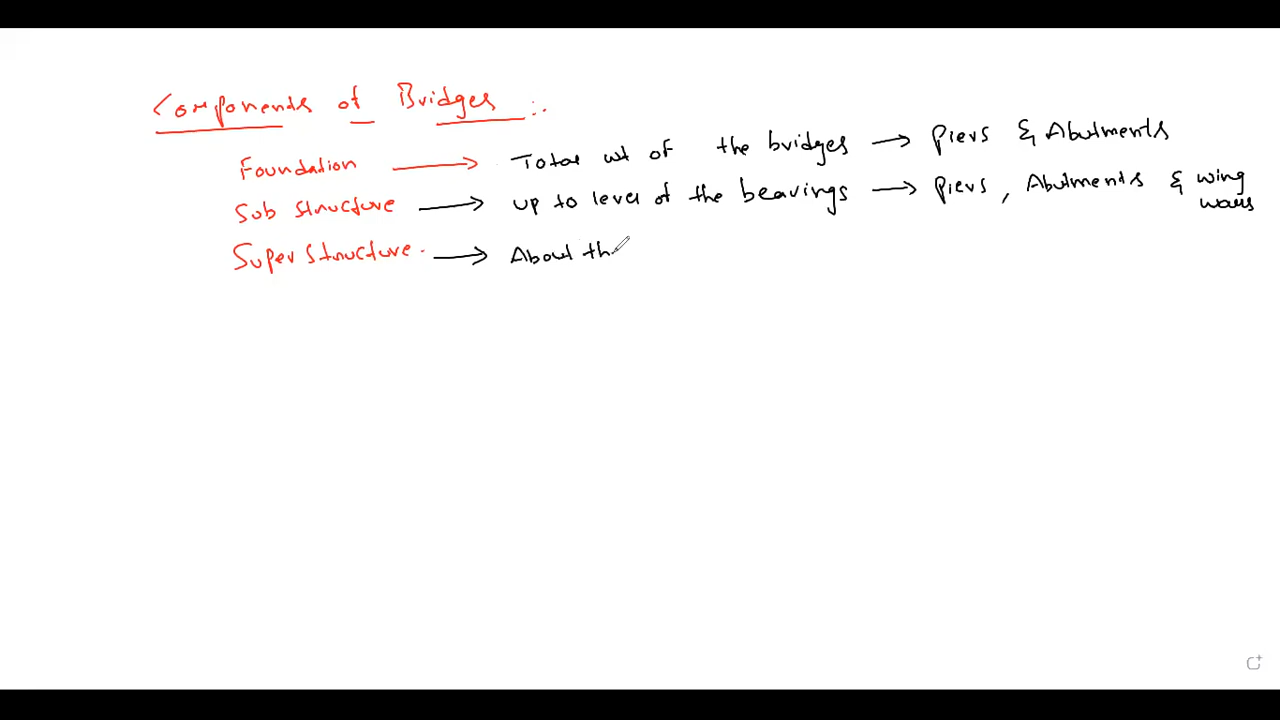 Components of Bridges :.
Foundation → Total wt of the bridges → Piers & Abutments
Sub structure → up to level of the bearings → Piers, Abutments & wing walls
Super structure. → About th